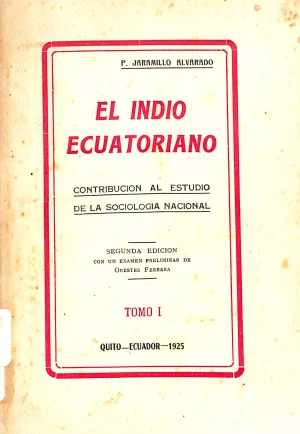 P. JARAMILLO ALVARADO
EL INDIO
ECUATORIANO
CONTRIBUCION AL ESTUDIO
DE LA SOCIOLOGIA NACIONAL
SEGUNDA EDICION
CON UN EXAMEN PRELIMINAR DE
ORESTES FERRARA
TOMO I
QUITO—ECUADOR—1925